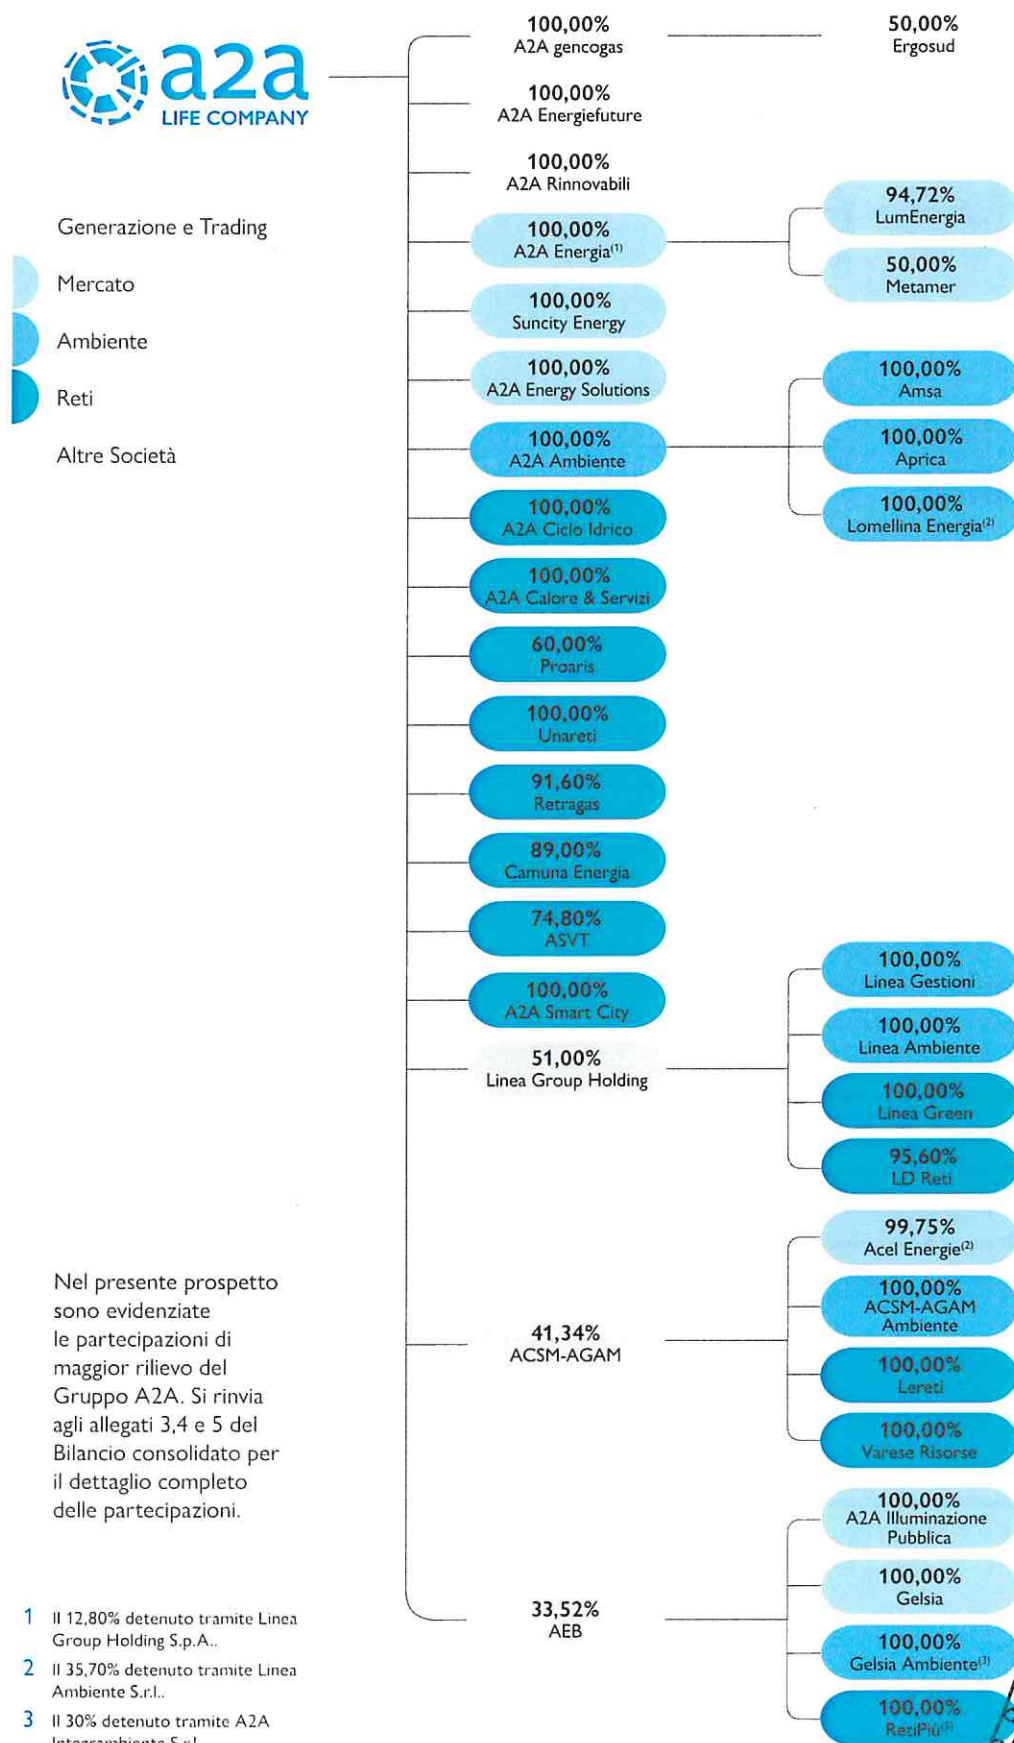 a2a
LIFE COMPANY
Generazione e Trading
Mercato
Ambiente
Reti
Altre Società
100,00%
A2A gencogas
50,00%
Ergosud
100,00%
A2A Energiefuture
100,00%
A2A Rinnovabili
100,00%
A2A Energia(1)
94,72%
LumEnergia
50,00%
Metamer
100,00%
Suncity Energy
100,00%
A2A Energy Solutions
100,00%
A2A Ambiente
100,00%
Amsa
100,00%
Aprica
100,00%
Lomellina Energia(2)
100,00%
A2A Ciclo Idrico
100,00%
A2A Calore & Servizi
60,00%
Proaris
100,00%
Unareti
91,60%
Retragas
89,00%
Camuna Energia
74,80%
ASVT
100,00%
A2A Smart City
51,00%
Linea Group Holding
100,00%
Linea Gestioni
100,00%
Linea Ambiente
100,00%
Linea Green
95,60%
LD Reti
41,34%
ACSM-AGAM
99,75%
Acel Energie(2)
100,00%
ACSM-AGAM
Ambiente
100,00%
Lereti
100,00%
Varese Risorse
33,52%
AEB
100,00%
A2A Illuminazione
Pubblica
100,00%
Gelsia
100,00%
Gelsia Ambiente(3)
100,00%
RetiPiù
Nel presente prospetto
sono evidenziate
le partecipazioni di
maggior rilievo del
Gruppo A2A. Si rinvia
agli allegati 3,4 e 5 del
Bilancio consolidato per
il dettaglio completo
delle partecipazioni.
1 Il 12,80% detenuto tramite Linea
Group Holding S.p.A..
2 Il 35,70% detenuto tramite Linea
Ambiente S.r.l..
3 Il 30% detenuto tramite A2A
Integrambiente S.r.l.